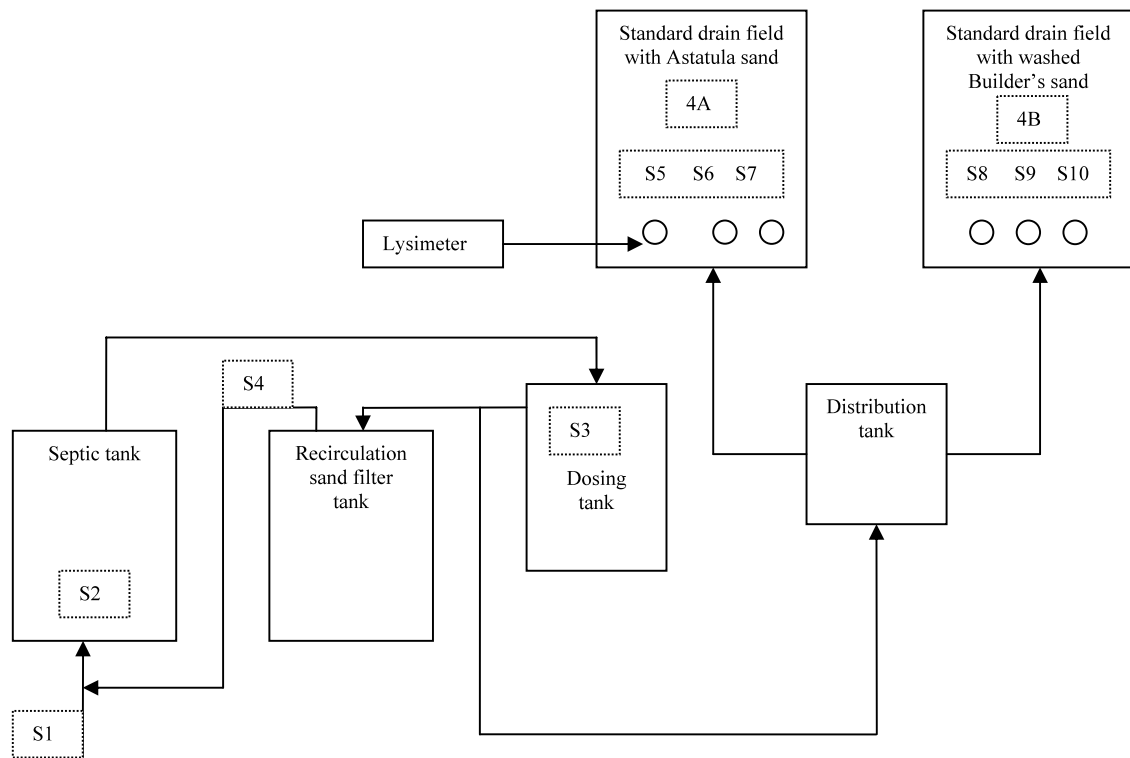 Standard drain field
with Astatula sand
4A
S5 S6 S7
Standard drain field
with washed
Builder's sand
4B
S8 S9 S10
Lysimeter
S4
Septic tank
S2
Recirculation
sand filter
tank
S3
Dosing
tank
Distribution
tank
S1